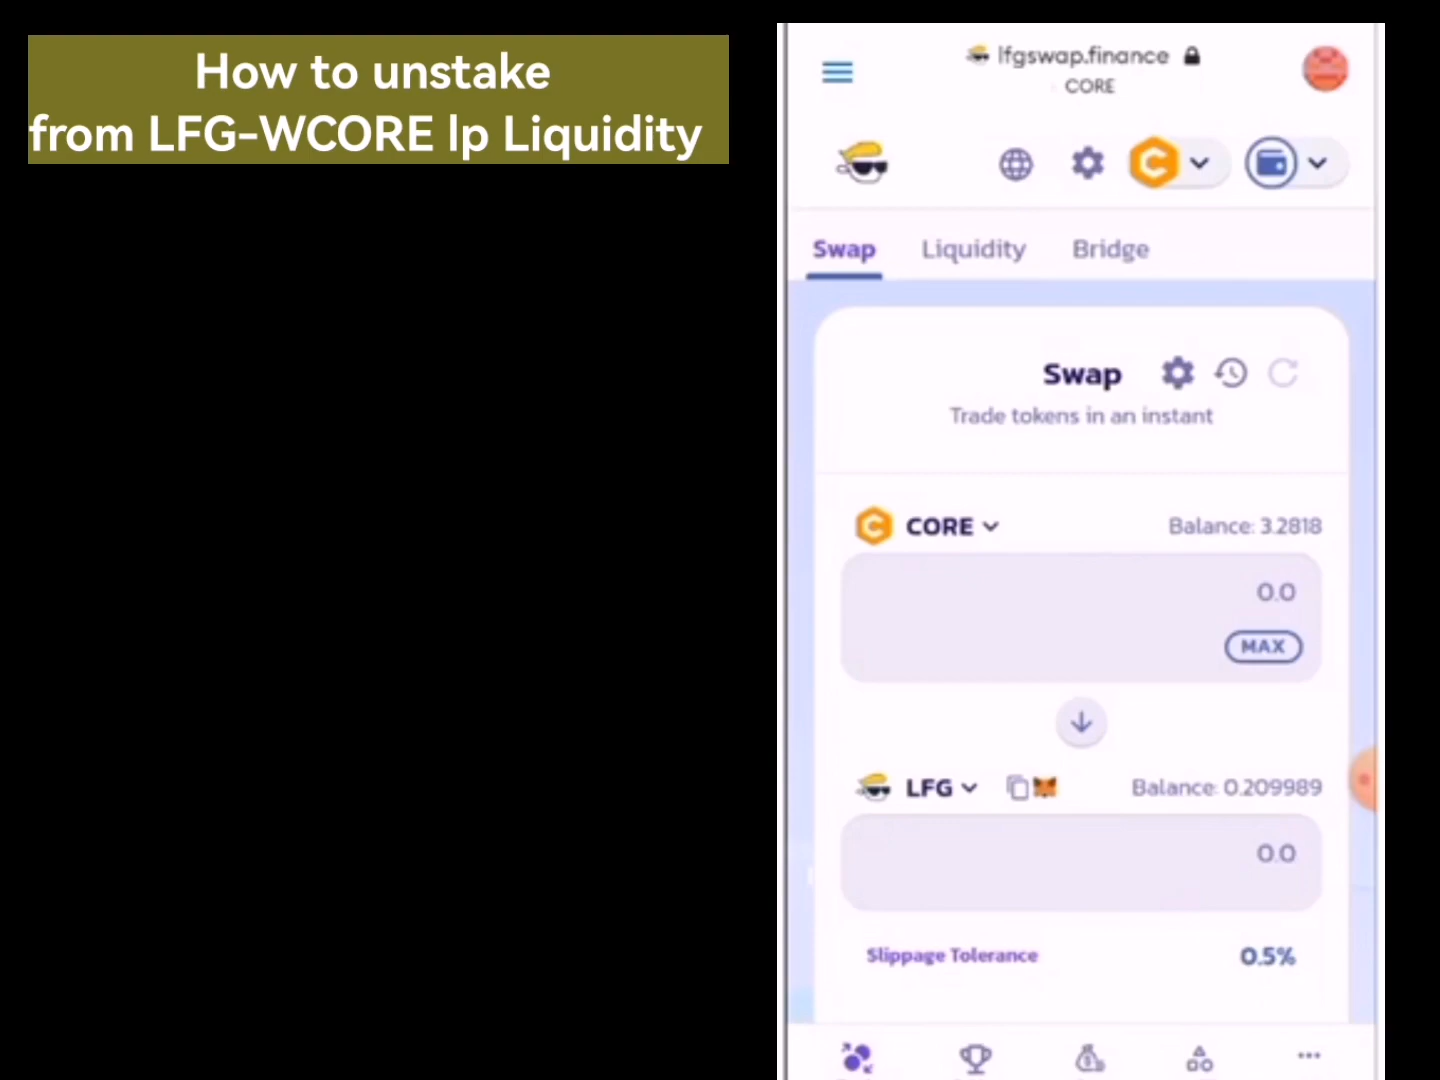 How to unstake
from LFG-WCORE lp Liquidity
lfgswap.finance
CORE
Swap Liquidity Bridge
Swap
Trade tokens in an instant
CORE Balance: 3.2818
0.0
MAX
LFG Balance: 0.209989
0.0
Slippage Tolerance 0.5%